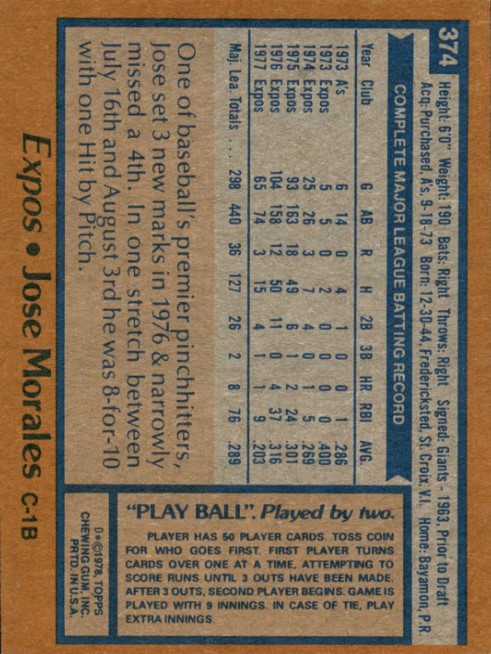 374
Height: 6'0" Weight: 190 Bats: Right Throws: Right Signed: Giants - 1963, Prior to Draft
Acq: Purchased, A's, 9-18-73 Born: 12-30-44, Fredericksted, St. Croix, V.I. Home: Bayamon, P.R.
COMPLETE MAJOR LEAGUE BATTING RECORD
Year Club G AB R H 2B 3B HR RBI AVG.
1973 A's 6 14 0 4 1 0 0 1 .286
1973 Expos 5 5 0 2 0 0 0 0 .400
1974 Expos 25 26 3 7 4 0 1 5 .269
1975 Expos 93 163 18 49 6 1 2 24 .301
1976 Expos 104 158 12 50 11 0 4 37 .316
1977 Expos 65 74 3 15 4 1 1 9 .203
Maj. Lea. Totals . . . 298 440 36 127 26 2 8 76 .289
One of baseball's premier pinchhitters,
Jose set 3 new marks in 1976 & narrowly
missed a 4th. In one stretch between
July 16th and August 3rd he was 8-for-10
with one Hit by Pitch.
"PLAY BALL". Played by two.
PLAYER HAS 50 PLAYER CARDS. TOSS COIN
FOR WHO GOES FIRST. FIRST PLAYER TURNS
CARDS OVER ONE AT A TIME, ATTEMPTING TO
SCORE RUNS UNTIL 3 OUTS HAVE BEEN MADE.
AFTER 3 OUTS, SECOND PLAYER BEGINS. GAME IS
PLAYED WITH 9 INNINGS. IN CASE OF TIE, PLAY
EXTRA INNINGS.
0*©1978, TOPPS
CHEWING GUM, INC.
PRTD. IN U.S.A.
Expos • Jose Morales C-1B